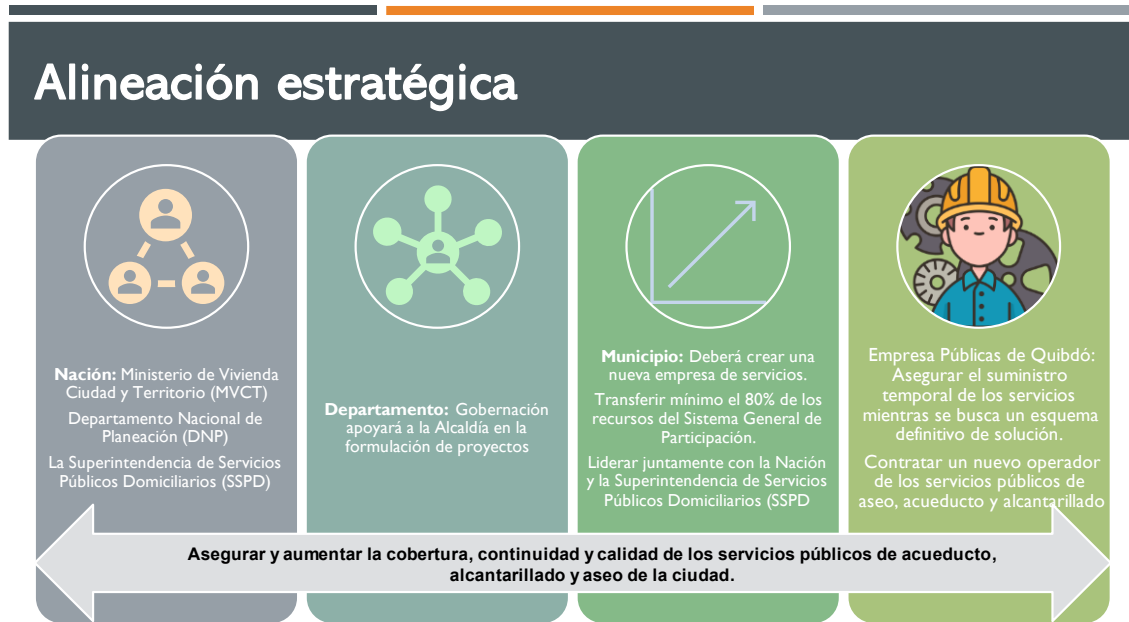 Alineación estratégica
Nación: Ministerio de Vivienda
Ciudad y Territorio (MVCT)
Departamento Nacional de
Planeación (DNP)
La Superintendencia de Servicios
Públicos Domiciliarios (SSPD)
Departamento: Gobernación
apoyará a la Alcaldía en la
formulación de proyectos
Municipio: Deberá crear una
nueva empresa de servicios.
Transferir mínimo el 80% de los
recursos del Sistema General de
Participación.
Liderar juntamente con la Nación
y la Superintendencia de Servicios
Públicos Domiciliarios (SSPD
Empresa Públicas de Quibdó:
Asegurar el suministro
temporal de los servicios
mientras se busca un esquema
definitivo de solución.
Contratar un nuevo operador
de los servicios públicos de
aseo, acueducto y alcantarillado
Asegurar y aumentar la cobertura, continuidad y calidad de los servicios públicos de acueducto,
alcantarillado y aseo de la ciudad.